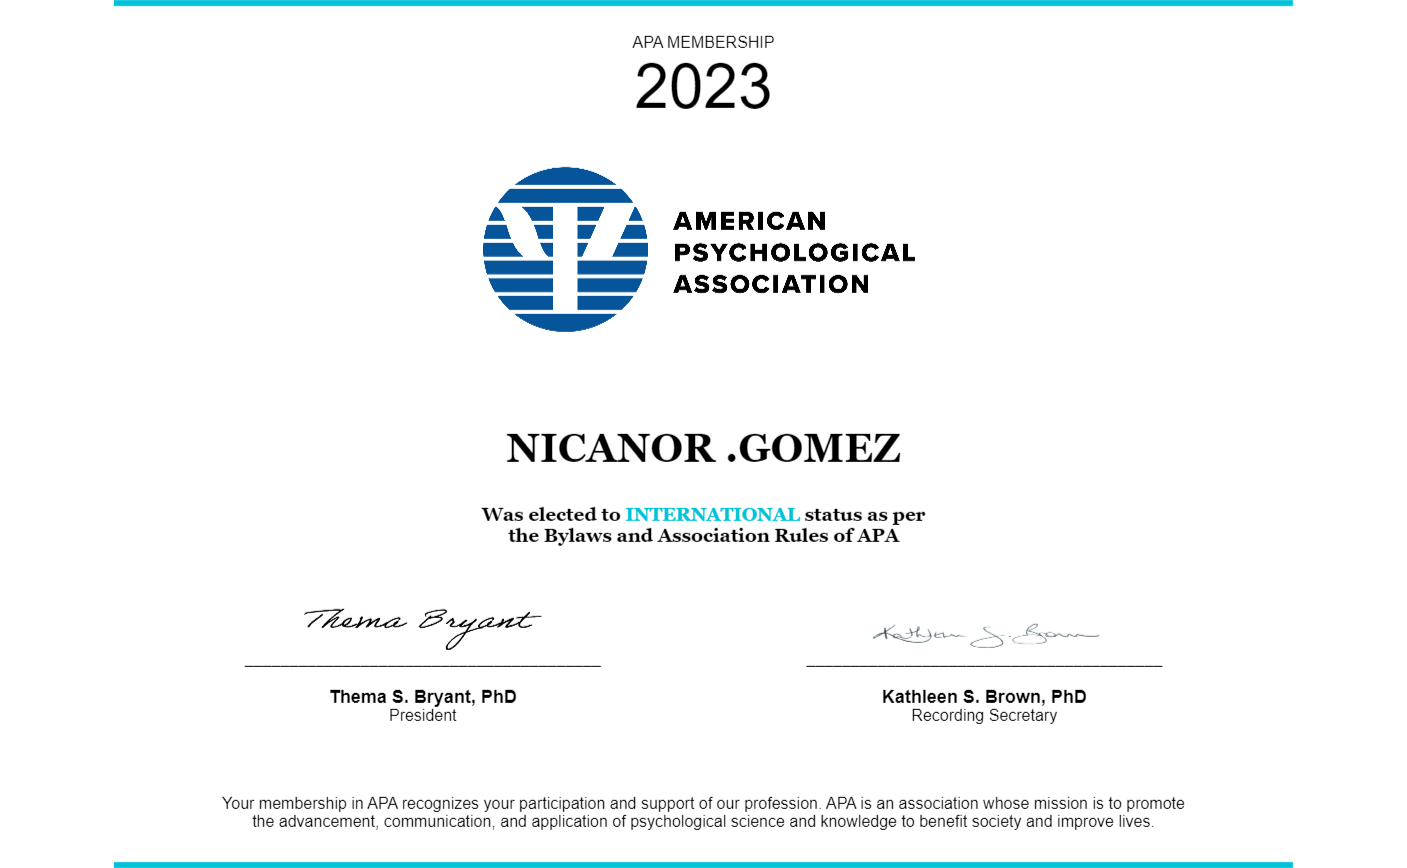 APA MEMBERSHIP
2023
AMERICAN
PSYCHOLOGICAL
ASSOCIATION
NICANOR .GOMEZ
Was elected to INTERNATIONAL status as per
the Bylaws and Association Rules of APA
Thema Bryant
Kathleen S. Brown
Thema S. Bryant, PhD
President
Kathleen S. Brown, PhD
Recording Secretary
Your membership in APA recognizes your participation and support of our profession. APA is an association whose mission is to promote
the advancement, communication, and application of psychological science and knowledge to benefit society and improve lives.